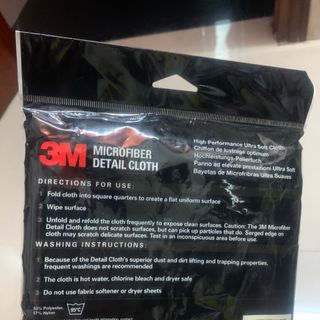 3M
MICROFIBER
DETAIL CLOTH
High Performance Ultra Soft Cloth
Chiffon de lustrage optimum
Hochleistungs-Poliertuch
Panno ad elevate prestazioni Ultra Soft
Bayetas de Microfibras Ultra Suaves
DIRECTIONS FOR USE:
1 Fold cloth into square quarters to create a flat uniform surface
2 Wipe surface
3 Unfold and refold the cloth frequently to expose clean surfaces. Caution: The 3M Microfiber
Detail Cloth does not scratch surfaces, but can pick up particles that do. Serged edge on
cloth may scratch delicate surfaces. Test in an inconspicuous area before use.
WASHING INSTRUCTIONS:
1 Because of the Detail Cloth's superior dust and dirt lifting and trapping properties,
frequent washings are recommended
2 The cloth is hot water, chlorine bleach and dryer safe
3 Do not use fabric softener or dryer sheets
Polyester,
17% Nylon
95°C